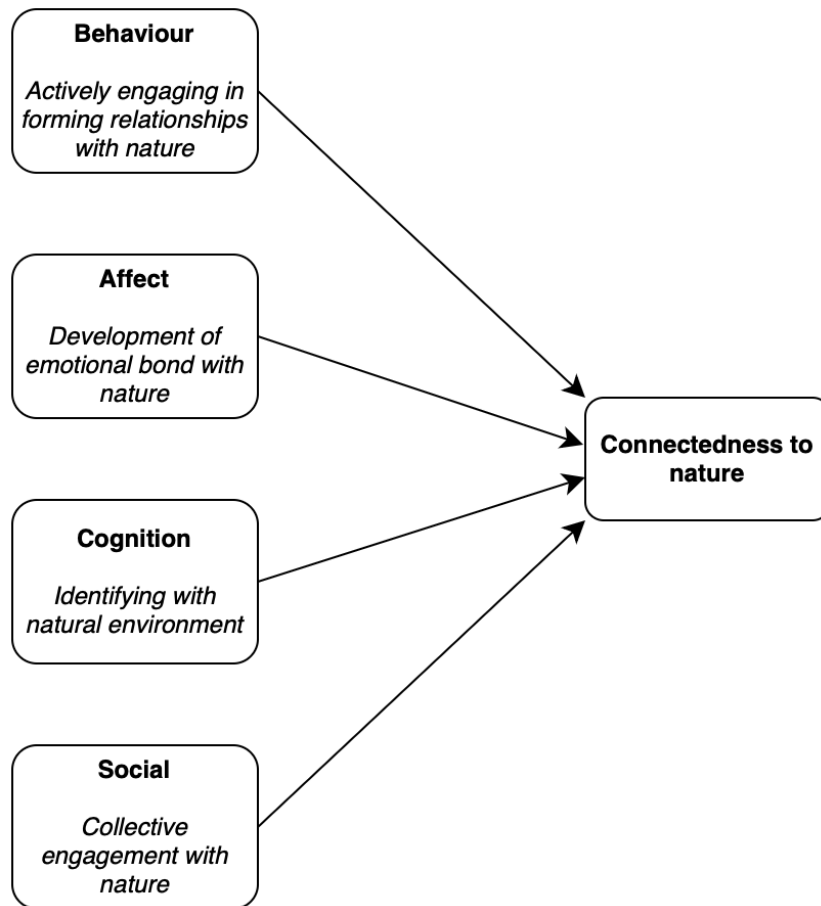 Behaviour
Actively engaging in
forming relationships
with nature
Affect
Development of
emotional bond with
nature
Cognition
Identifying with
natural environment
Social
Collective
engagement with
nature
Connectedness to
nature